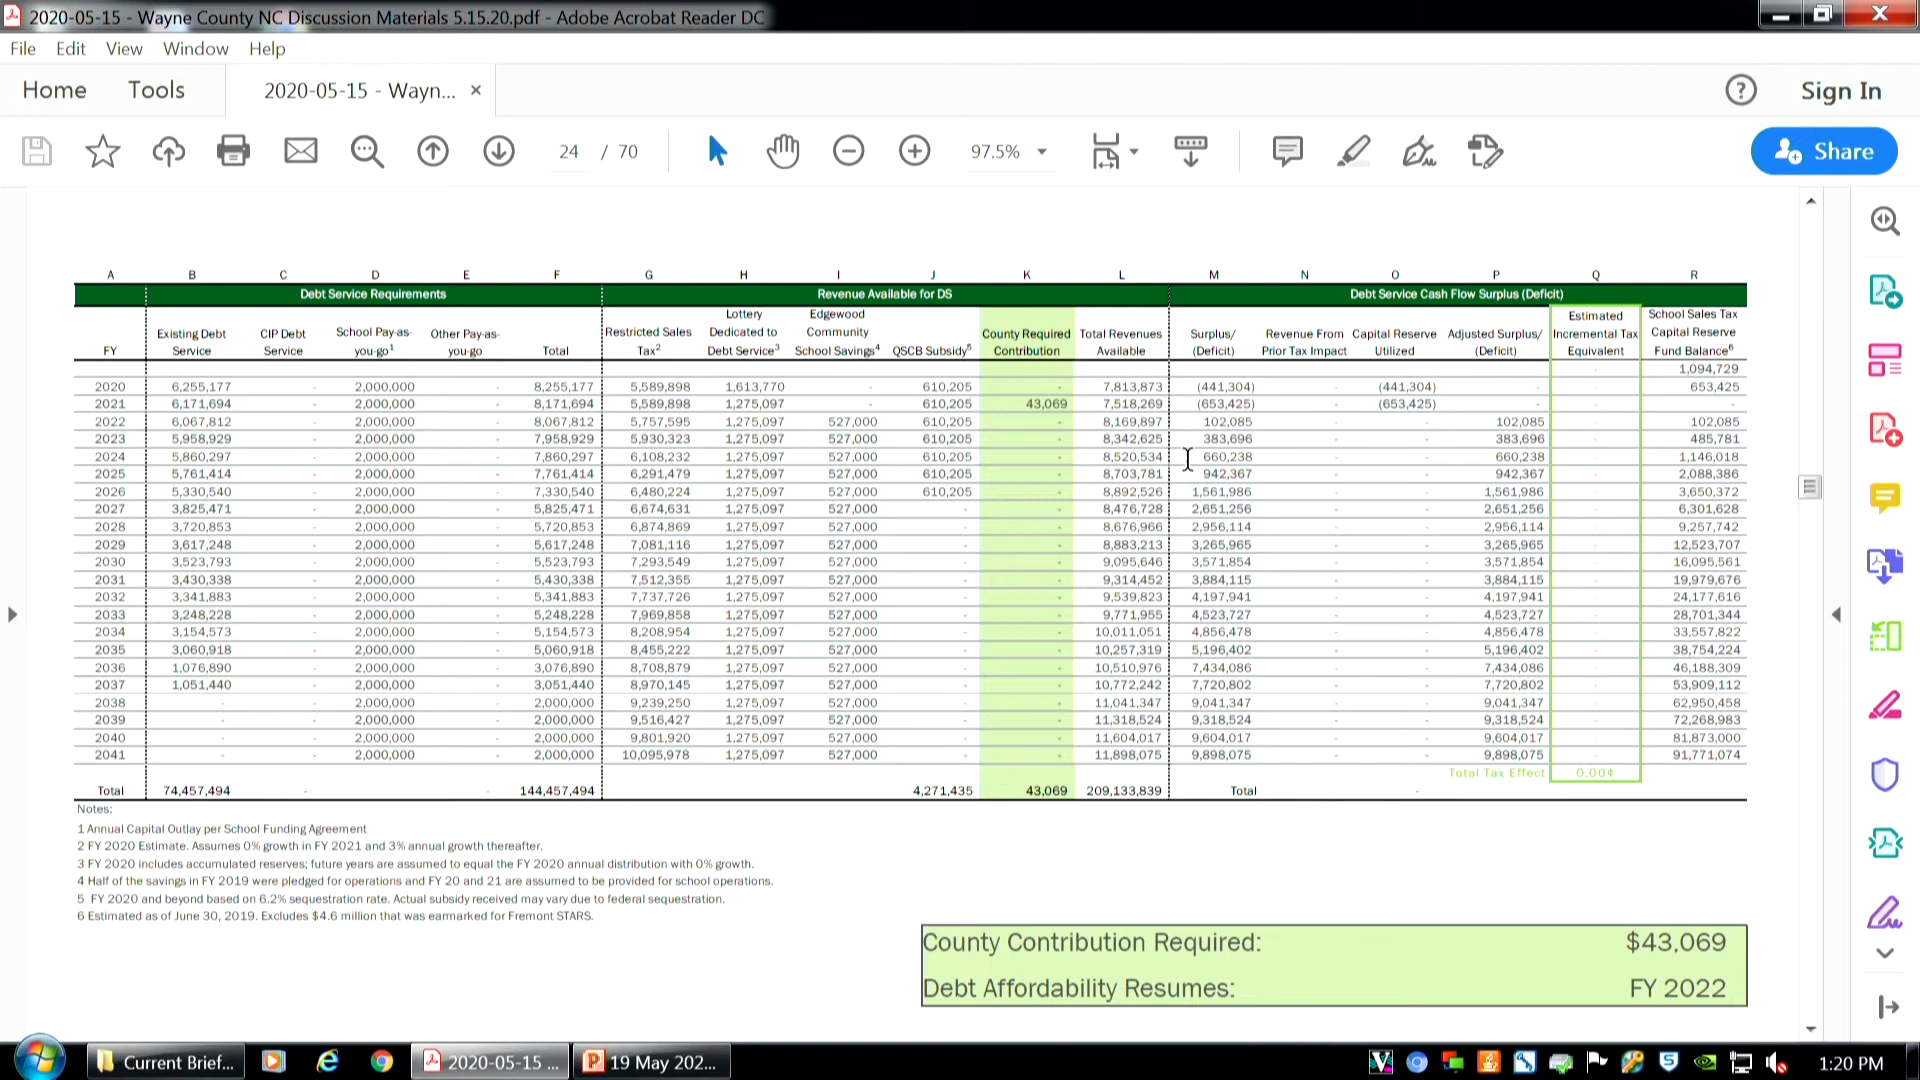 2020-05-15 - Wayne County NC Discussion Materials 5.15.20.pdf - Adobe Acrobat Reader DC
File Edit View Window Help
Home Tools 2020-05-15 - Wayn... × Sign In
24 / 70 97.5% Share
A B C D E F G H I J K L M N O P Q R
Debt Service Requirements Revenue Available for DS Debt Service Cash Flow Surplus (Deficit)
FY Existing Debt Service CIP Debt Service School Pay-as-you-go1 Other Pay-as-you-go Total Restricted Sales Tax2 Lottery Dedicated to Debt Service3 Edgewood Community School Savings4 QSCB Subsidy5 County Required Contribution Total Revenues Available Surplus/ (Deficit) Revenue From Prior Tax Impact Capital Reserve Utilized Adjusted Surplus/ (Deficit) Estimated Incremental Tax Equivalent School Sales Tax Capital Reserve Fund Balance6
- 1,094,729
2020 6,255,177 - 2,000,000 - 8,255,177 5,589,898 1,613,770 - 610,205 - 7,813,873 (441,304) - (441,304) - - 653,425
2021 6,171,694 - 2,000,000 - 8,171,694 5,589,898 1,275,097 - 610,205 43,069 7,518,269 (653,425) - (653,425) - - -
2022 6,067,812 - 2,000,000 - 8,067,812 5,757,595 1,275,097 527,000 610,205 - 8,169,897 102,085 - - 102,085 - 102,085
2023 5,958,929 - 2,000,000 - 7,958,929 5,930,323 1,275,097 527,000 610,205 - 8,342,625 383,696 - - 383,696 - 485,781
2024 5,860,297 - 2,000,000 - 7,860,297 6,108,232 1,275,097 527,000 610,205 - 8,520,534 660,238 - - 660,238 - 1,146,018
2025 5,761,414 - 2,000,000 - 7,761,414 6,291,479 1,275,097 527,000 610,205 - 8,703,781 942,367 - - 942,367 - 2,088,386
2026 5,330,540 - 2,000,000 - 7,330,540 6,480,224 1,275,097 527,000 610,205 - 8,892,526 1,561,986 - - 1,561,986 - 3,650,372
2027 3,825,471 - 2,000,000 - 5,825,471 6,674,631 1,275,097 527,000 - - 8,476,728 2,651,256 - - 2,651,256 - 6,301,628
2028 3,720,853 - 2,000,000 - 5,720,853 6,874,869 1,275,097 527,000 - - 8,676,966 2,956,114 - - 2,956,114 - 9,257,742
2029 3,617,248 - 2,000,000 - 5,617,248 7,081,116 1,275,097 527,000 - - 8,883,213 3,265,965 - - 3,265,965 - 12,523,707
2030 3,523,793 - 2,000,000 - 5,523,793 7,293,549 1,275,097 527,000 - - 9,095,646 3,571,854 - - 3,571,854 - 16,095,561
2031 3,430,338 - 2,000,000 - 5,430,338 7,512,355 1,275,097 527,000 - - 9,314,452 3,884,115 - - 3,884,115 - 19,979,676
2032 3,341,883 - 2,000,000 - 5,341,883 7,737,726 1,275,097 527,000 - - 9,539,823 4,197,941 - - 4,197,941 - 24,177,616
2033 3,248,228 - 2,000,000 - 5,248,228 7,969,858 1,275,097 527,000 - - 9,771,955 4,523,727 - - 4,523,727 - 28,701,344
2034 3,154,573 - 2,000,000 - 5,154,573 8,208,954 1,275,097 527,000 - - 10,011,051 4,856,478 - - 4,856,478 - 33,557,822
2035 3,060,918 - 2,000,000 - 5,060,918 8,455,222 1,275,097 527,000 - - 10,257,319 5,196,402 - - 5,196,402 - 38,754,224
2036 1,076,890 - 2,000,000 - 3,076,890 8,708,879 1,275,097 527,000 - - 10,510,976 7,434,086 - - 7,434,086 - 46,188,309
2037 1,051,440 - 2,000,000 - 3,051,440 8,970,145 1,275,097 527,000 - - 10,772,242 7,720,802 - - 7,720,802 - 53,909,112
2038 - - 2,000,000 - 2,000,000 9,239,250 1,275,097 527,000 - - 11,041,347 9,041,347 - - 9,041,347 - 62,950,458
2039 - - 2,000,000 - 2,000,000 9,516,427 1,275,097 527,000 - - 11,318,524 9,318,524 - - 9,318,524 - 72,268,983
2040 - - 2,000,000 - 2,000,000 9,801,920 1,275,097 527,000 - - 11,604,017 9,604,017 - - 9,604,017 - 81,873,000
2041 - - 2,000,000 - 2,000,000 10,095,978 1,275,097 527,000 - - 11,898,075 9,898,075 - - 9,898,075 - 91,771,074
Total Tax Effect 0.00¢
Total 74,457,494 - - 144,457,494 4,271,435 43,069 209,133,839 Total -
Notes:
1 Annual Capital Outlay per School Funding Agreement
2 FY 2020 Estimate. Assumes 0% growth in FY 2021 and 3% annual growth thereafter.
3 FY 2020 includes accumulated reserves; future years are assumed to equal the FY 2020 annual distribution with 0% growth.
4 Half of the savings in FY 2019 were pledged for operations and FY 20 and 21 are assumed to be provided for school operations.
5 FY 2020 and beyond based on 6.2% sequestration rate. Actual subsidy received may vary due to federal sequestration.
6 Estimated as of June 30, 2019. Excludes $4.6 million that was earmarked for Fremont STARS.
County Contribution Required: $43,069
Debt Affordability Resumes: FY 2022
Current Brief... 2020-05-15 ... 19 May 202... 1:20 PM